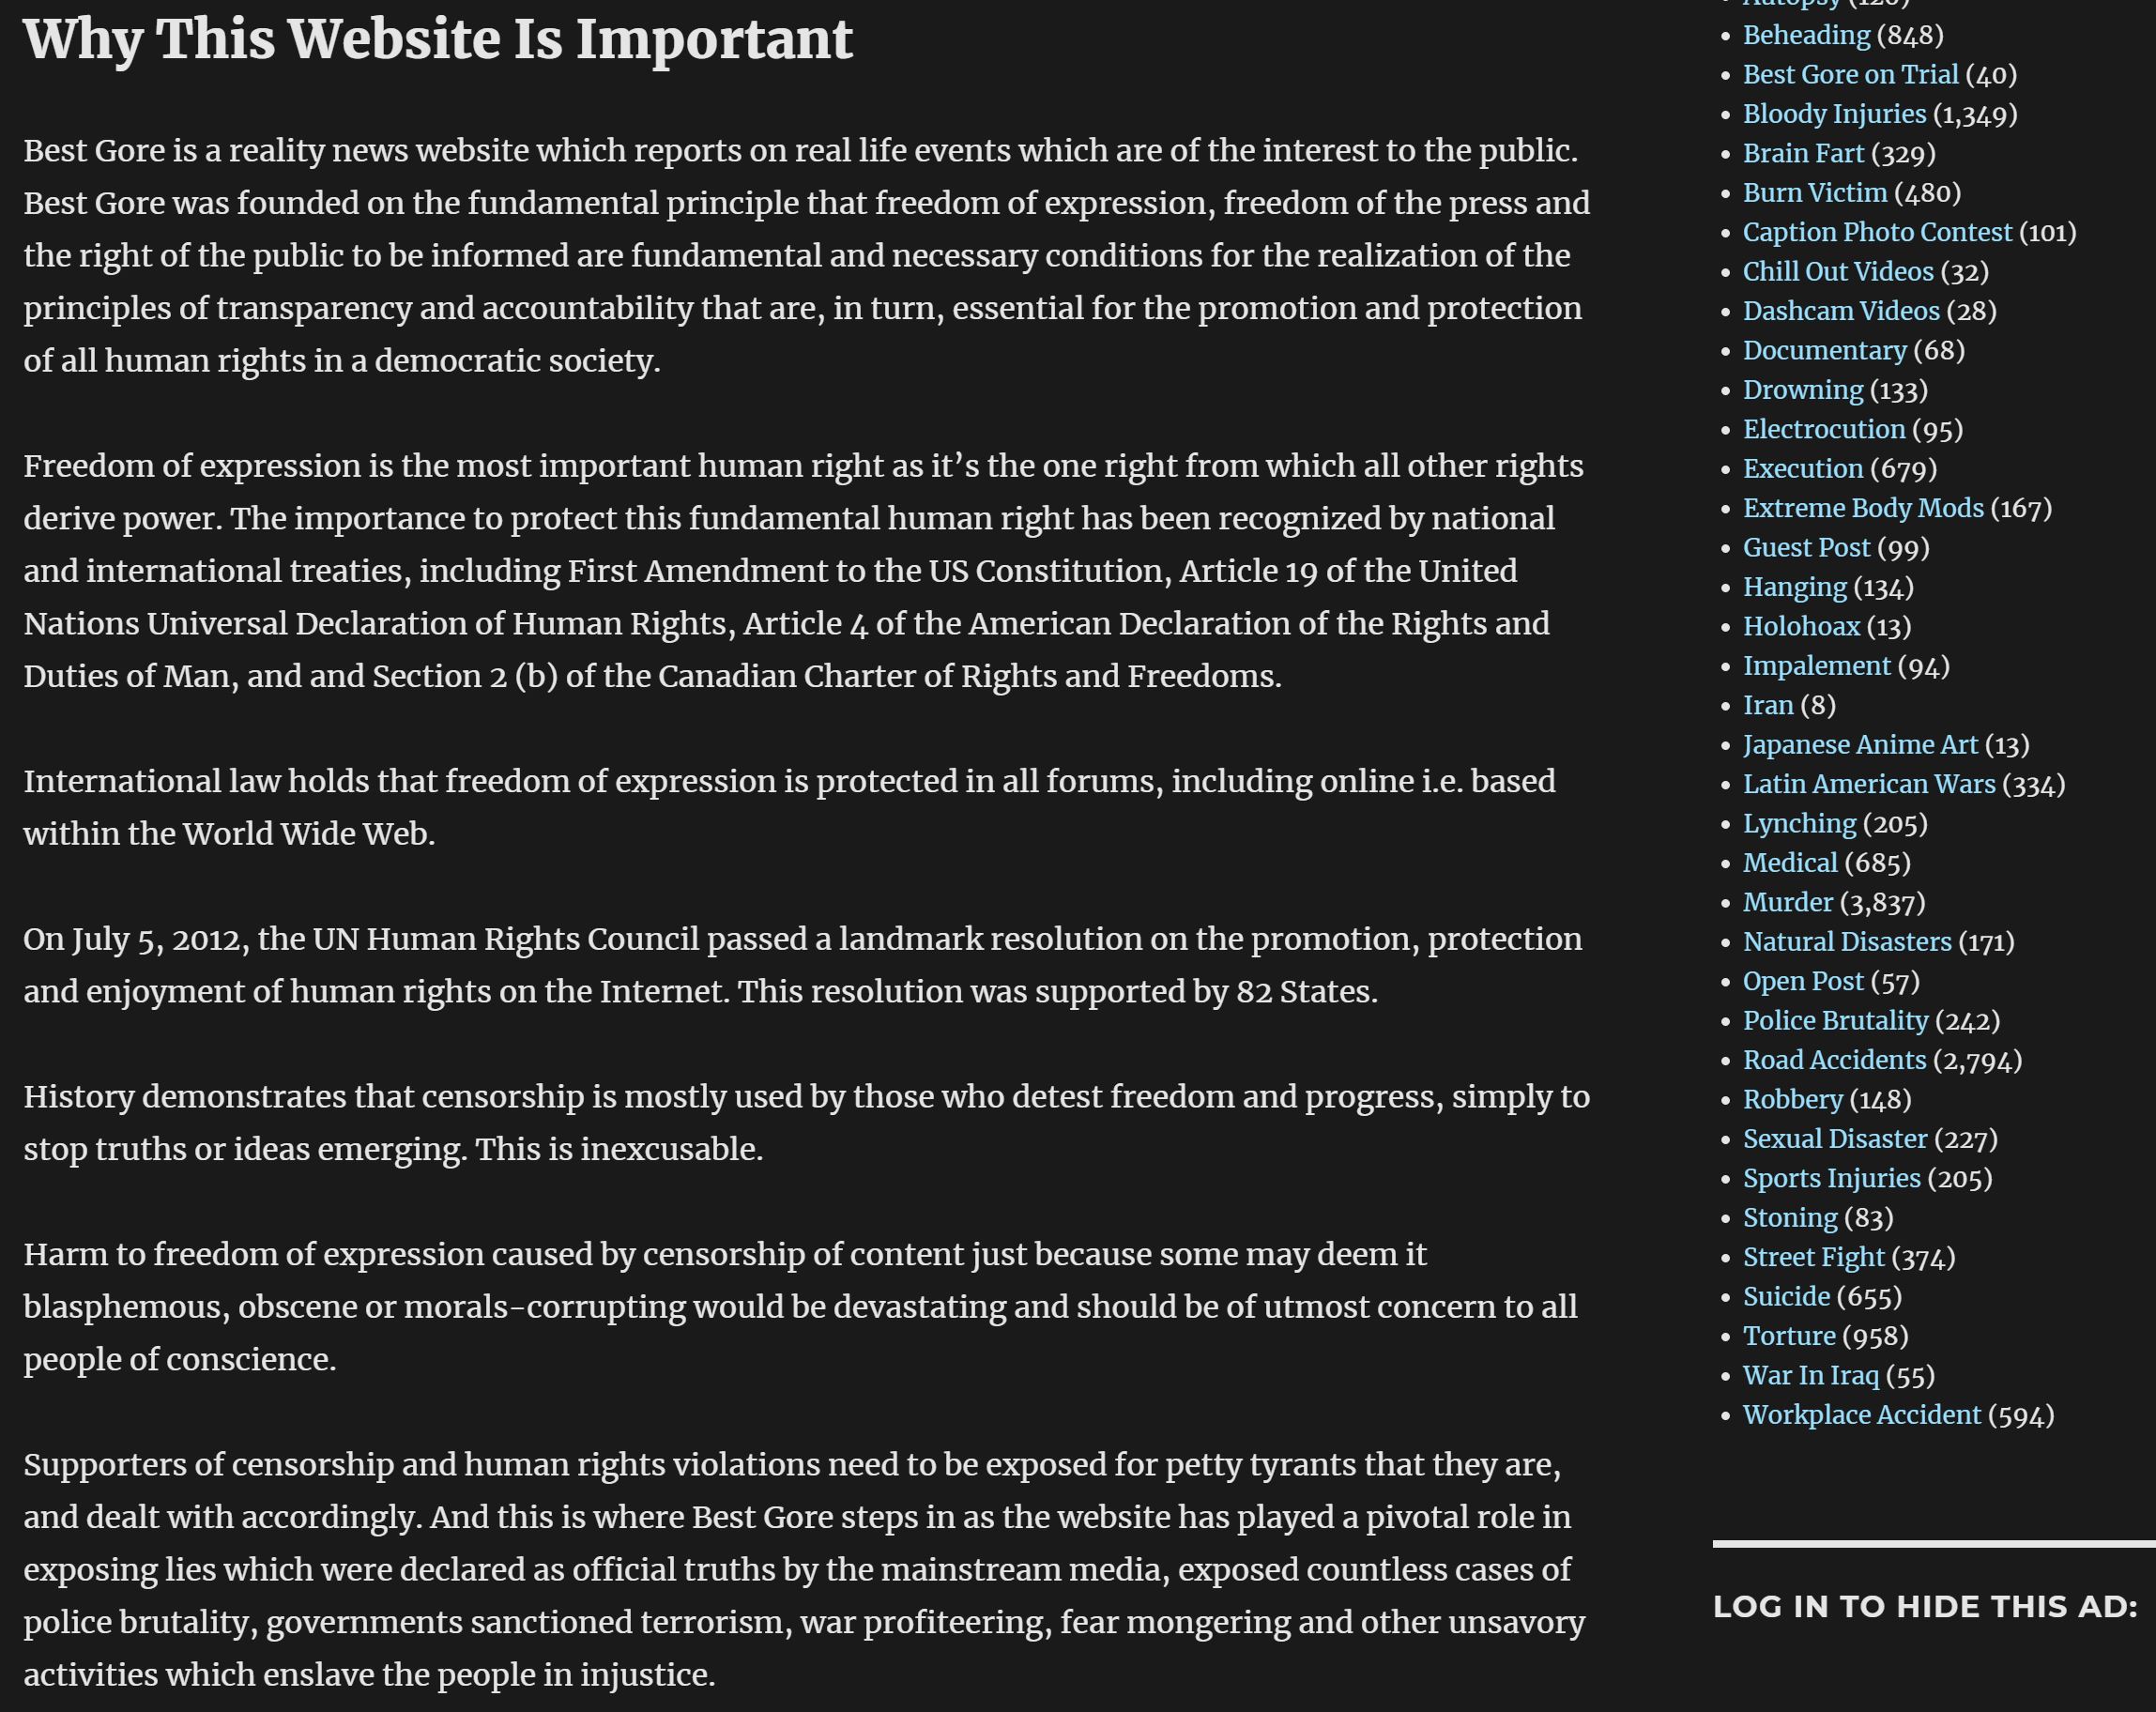 Why This Website Is Important
Best Gore is a reality news website which reports on real life events which are of the interest to the public.
Best Gore was founded on the fundamental principle that freedom of expression, freedom of the press and
the right of the public to be informed are fundamental and necessary conditions for the realization of the
principles of transparency and accountability that are, in turn, essential for the promotion and protection
of all human rights in a democratic society.
Freedom of expression is the most important human right as it’s the one right from which all other rights
derive power. The importance to protect this fundamental human right has been recognized by national
and international treaties, including First Amendment to the US Constitution, Article 19 of the United
Nations Universal Declaration of Human Rights, Article 4 of the American Declaration of the Rights and
Duties of Man, and and Section 2 (b) of the Canadian Charter of Rights and Freedoms.
International law holds that freedom of expression is protected in all forums, including online i.e. based
within the World Wide Web.
On July 5, 2012, the UN Human Rights Council passed a landmark resolution on the promotion, protection
and enjoyment of human rights on the Internet. This resolution was supported by 82 States.
History demonstrates that censorship is mostly used by those who detest freedom and progress, simply to
stop truths or ideas emerging. This is inexcusable.
Harm to freedom of expression caused by censorship of content just because some may deem it
blasphemous, obscene or morals-corrupting would be devastating and should be of utmost concern to all
people of conscience.
Supporters of censorship and human rights violations need to be exposed for petty tyrants that they are,
and dealt with accordingly. And this is where Best Gore steps in as the website has played a pivotal role in
exposing lies which were declared as official truths by the mainstream media, exposed countless cases of
police brutality, governments sanctioned terrorism, war profiteering, fear mongering and other unsavory
activities which enslave the people in injustice.
• Autopsy (126)
• Beheading (848)
• Best Gore on Trial (40)
• Bloody Injuries (1,349)
• Brain Fart (329)
• Burn Victim (480)
• Caption Photo Contest (101)
• Chill Out Videos (32)
• Dashcam Videos (28)
• Documentary (68)
• Drowning (133)
• Electrocution (95)
• Execution (679)
• Extreme Body Mods (167)
• Guest Post (99)
• Hanging (134)
• Holohoax (13)
• Impalement (94)
• Iran (8)
• Japanese Anime Art (13)
• Latin American Wars (334)
• Lynching (205)
• Medical (685)
• Murder (3,837)
• Natural Disasters (171)
• Open Post (57)
• Police Brutality (242)
• Road Accidents (2,794)
• Robbery (148)
• Sexual Disaster (227)
• Sports Injuries (205)
• Stoning (83)
• Street Fight (374)
• Suicide (655)
• Torture (958)
• War In Iraq (55)
• Workplace Accident (594)
LOG IN TO HIDE THIS AD: